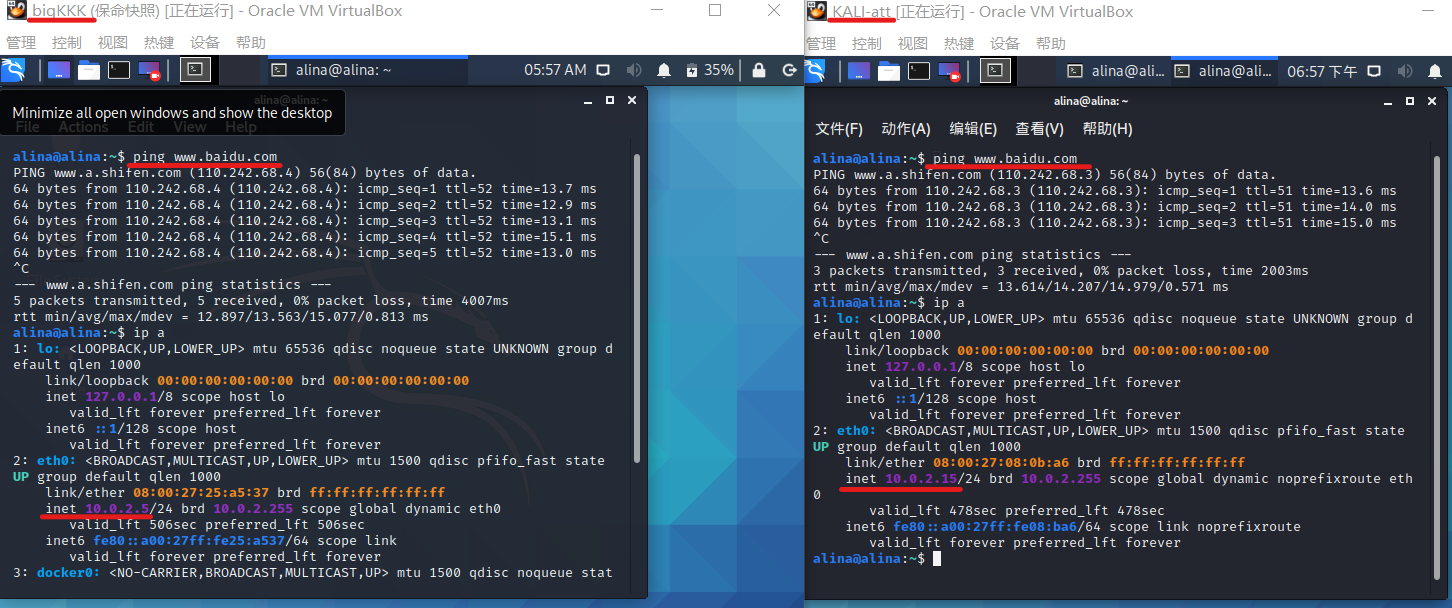 bigKKK (保命快照) [正在运行] - Oracle VM VirtualBox
管理 控制 视图 热键 设备 帮助
alina@alina: ~ 05:57 AM 35%
alina@alina: ~
Minimize all open windows and show the desktop
File Actions Edit View Help
alina@alina:~$ ping www.baidu.com
PING www.a.shifen.com (110.242.68.4) 56(84) bytes of data.
64 bytes from 110.242.68.4 (110.242.68.4): icmp_seq=1 ttl=52 time=13.7 ms
64 bytes from 110.242.68.4 (110.242.68.4): icmp_seq=2 ttl=52 time=12.9 ms
64 bytes from 110.242.68.4 (110.242.68.4): icmp_seq=3 ttl=52 time=13.1 ms
64 bytes from 110.242.68.4 (110.242.68.4): icmp_seq=4 ttl=52 time=15.1 ms
64 bytes from 110.242.68.4 (110.242.68.4): icmp_seq=5 ttl=52 time=13.0 ms
^C
--- www.a.shifen.com ping statistics ---
5 packets transmitted, 5 received, 0% packet loss, time 4007ms
rtt min/avg/max/mdev = 12.897/13.563/15.077/0.813 ms
alina@alina:~$ ip a
1: lo: <LOOPBACK,UP,LOWER_UP> mtu 65536 qdisc noqueue state UNKNOWN group d
efault qlen 1000
link/loopback 00:00:00:00:00:00 brd 00:00:00:00:00:00
inet 127.0.0.1/8 scope host lo
valid_lft forever preferred_lft forever
inet6 ::1/128 scope host
valid_lft forever preferred_lft forever
2: eth0: <BROADCAST,MULTICAST,UP,LOWER_UP> mtu 1500 qdisc pfifo_fast state
UP group default qlen 1000
link/ether 08:00:27:25:a5:37 brd ff:ff:ff:ff:ff:ff
inet 10.0.2.5/24 brd 10.0.2.255 scope global dynamic eth0
valid_lft 506sec preferred_lft 506sec
inet6 fe80::a00:27ff:fe25:a537/64 scope link
valid_lft forever preferred_lft forever
3: docker0: <NO-CARRIER,BROADCAST,MULTICAST,UP> mtu 1500 qdisc noqueue stat
KALI-att [正在运行] - Oracle VM VirtualBox
管理 控制 视图 热键 设备 帮助
alina@ali... alina@ali... 06:57 下午
alina@alina: ~
文件(F) 动作(A) 编辑(E) 查看(V) 帮助(H)
alina@alina:~$ ping www.baidu.com
PING www.a.shifen.com (110.242.68.3) 56(84) bytes of data.
64 bytes from 110.242.68.3 (110.242.68.3): icmp_seq=1 ttl=51 time=13.6 ms
64 bytes from 110.242.68.3 (110.242.68.3): icmp_seq=2 ttl=51 time=14.0 ms
64 bytes from 110.242.68.3 (110.242.68.3): icmp_seq=3 ttl=51 time=15.0 ms
^C
--- www.a.shifen.com ping statistics ---
3 packets transmitted, 3 received, 0% packet loss, time 2003ms
rtt min/avg/max/mdev = 13.614/14.207/14.979/0.571 ms
alina@alina:~$ ip a
1: lo: <LOOPBACK,UP,LOWER_UP> mtu 65536 qdisc noqueue state UNKNOWN group d
efault qlen 1000
link/loopback 00:00:00:00:00:00 brd 00:00:00:00:00:00
inet 127.0.0.1/8 scope host lo
valid_lft forever preferred_lft forever
inet6 ::1/128 scope host
valid_lft forever preferred_lft forever
2: eth0: <BROADCAST,MULTICAST,UP,LOWER_UP> mtu 1500 qdisc pfifo_fast state
UP group default qlen 1000
link/ether 08:00:27:08:0b:a6 brd ff:ff:ff:ff:ff:ff
inet 10.0.2.15/24 brd 10.0.2.255 scope global dynamic noprefixroute eth
0
valid_lft 478sec preferred_lft 478sec
inet6 fe80::a00:27ff:fe08:ba6/64 scope link noprefixroute
valid_lft forever preferred_lft forever
alina@alina:~$